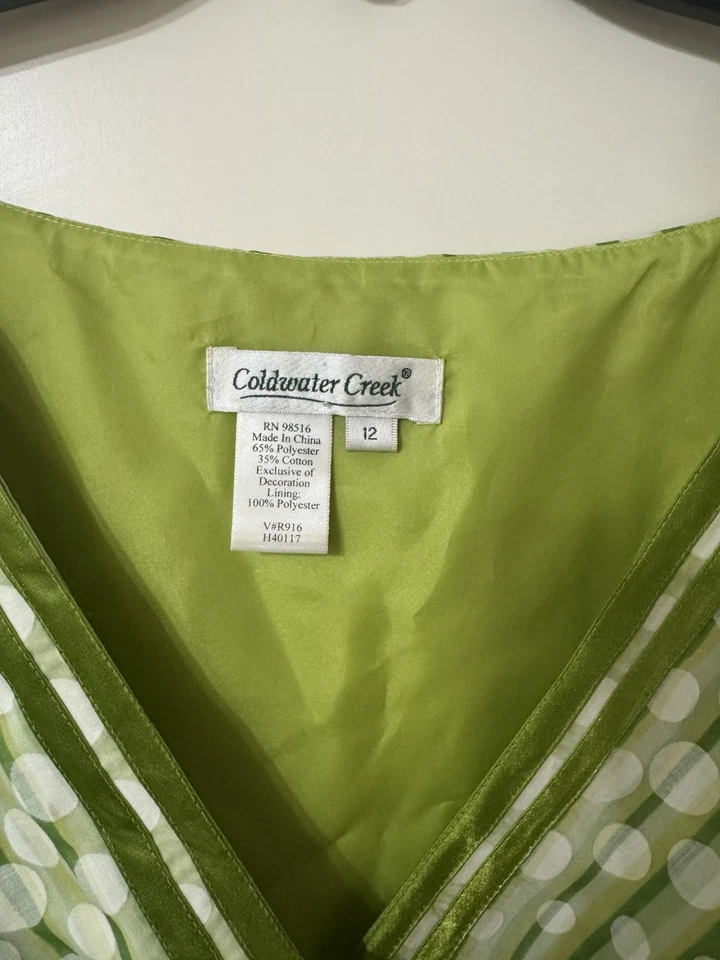 Coldwater Creek®
12
RN 98516
Made In China
65% Polyester
35% Cotton
Exclusive of
Decoration
Lining:
100% Polyester
V#R916
H40117